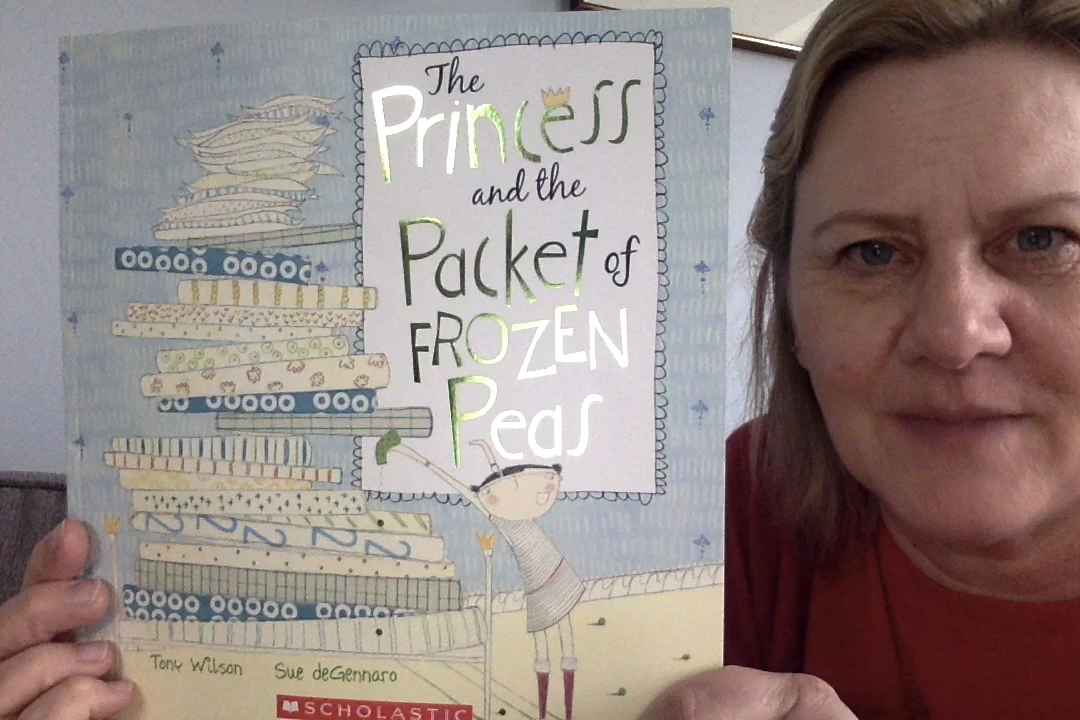 The
Princess
and the
Packet of
FROZEN
Peas
Tony Wilson Sue deGennaro
SCHOLASTIC